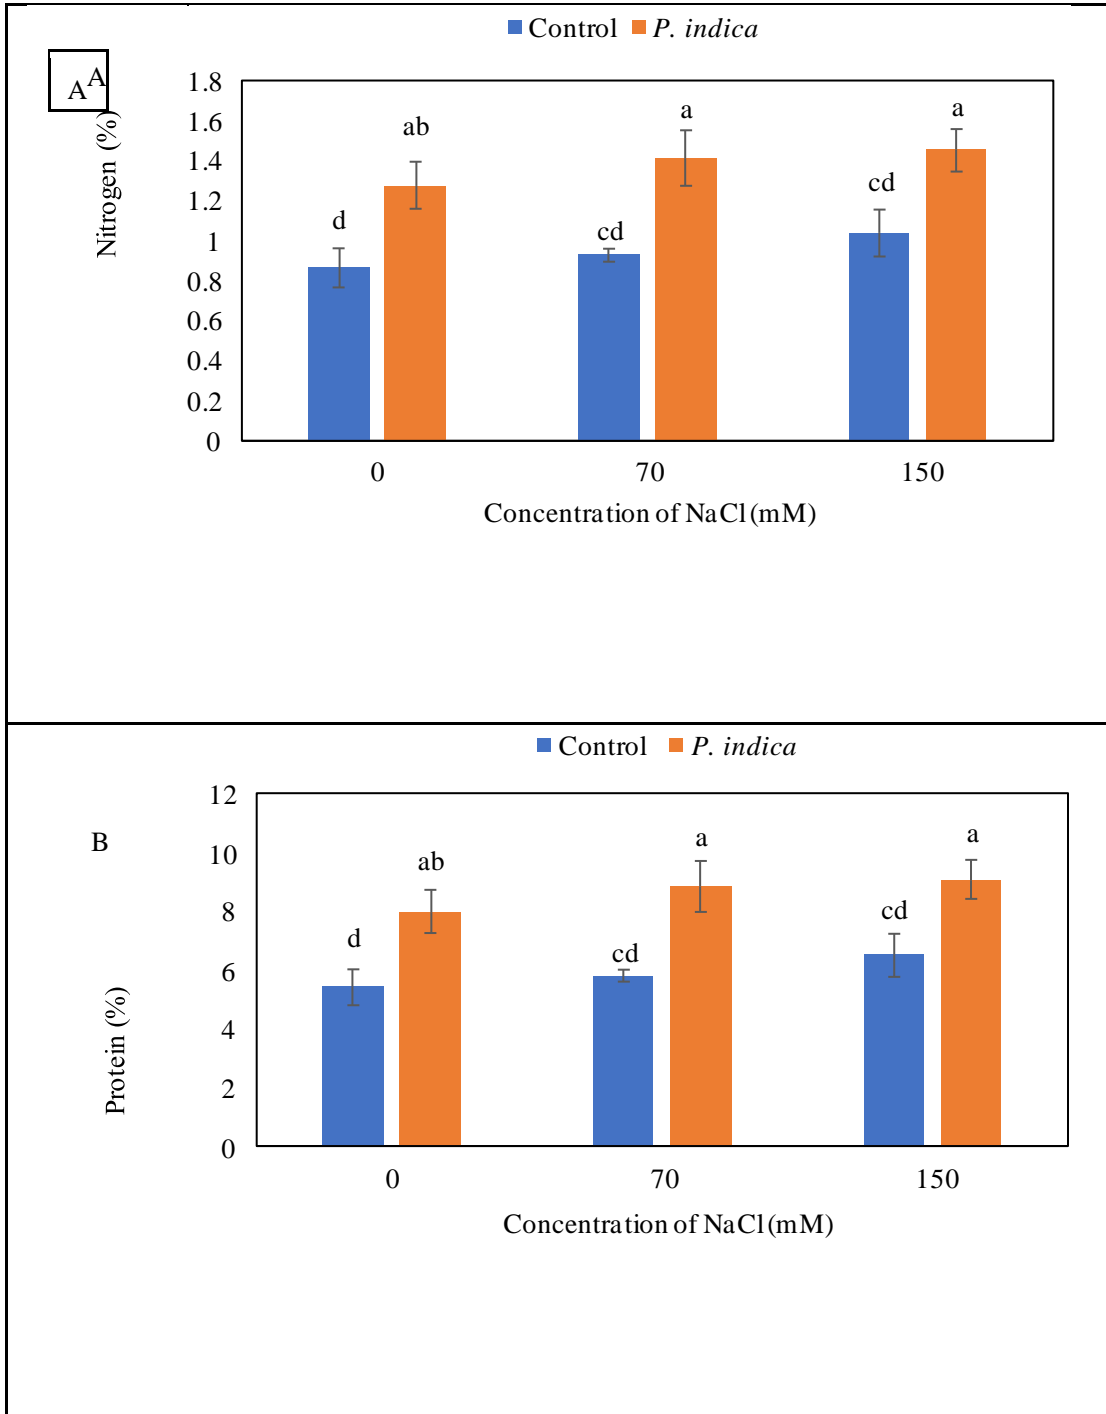 Control P. indica
A A
Nitrogen (%)
1.8
1.6
1.4
1.2
1
0.8
0.6
0.4
0.2
0
d
ab
cd
a
cd
a
0 70 150
Concentration of NaCl (mM)
Control P. indica
B
Protein (%)
12
10
8
6
4
2
0
d
ab
cd
a
cd
a
0 70 150
Concentration of NaCl (mM)